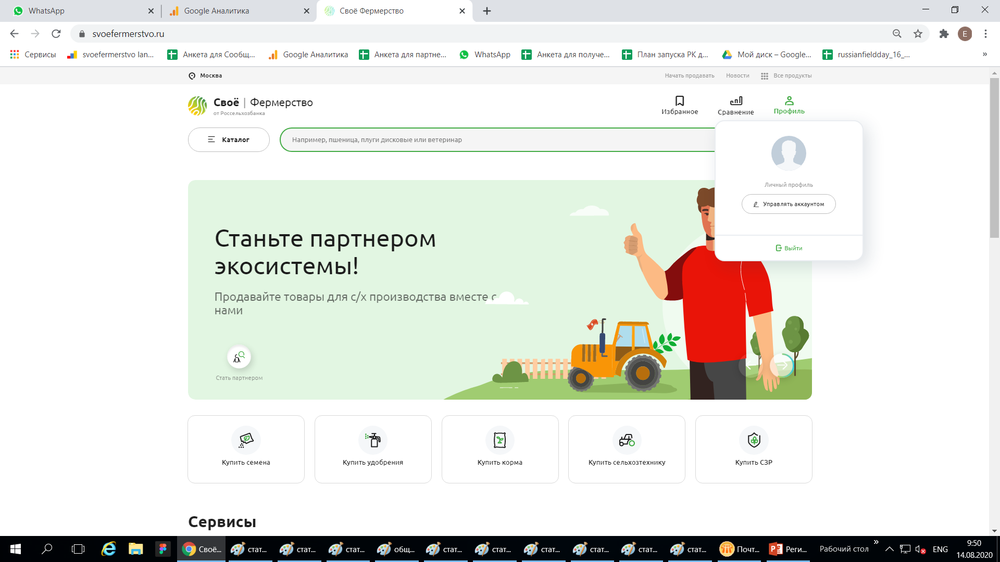 WhatsApp
Google Аналитика
Своё Фермерство
svoefermerstvo.ru
E
Сервисы
svoefermerstvo lan...
Анкета для Сообщ...
Google Аналитика
Анкета для партне...
WhatsApp
Анкета для получе...
План запуска РК д...
Мой диск – Google...
russianfieldday_16_...
»
Москва
Начать продавать
Новости
Все продукты
Своё | Фермерство
от Россельхозбанка
Избранное
Сравнение
Профиль
Каталог
Например, пшеница, плуги дисковые или ветеринар
Личный профиль
Управлять аккаунтом
Выйти
Станьте партнером
экосистемы!
Продавайте товары для с/х производства вместе с
нами
Стать партнером
Купить семена
Купить удобрения
Купить корма
Купить сельхозтехнику
Купить СЗР
Сервисы
Своё...
стат...
стат...
стат...
общ...
стат...
стат...
стат...
стат...
стат...
стат...
Почт...
Реги...
Рабочий стол
»
ENG
9:50
14.08.2020